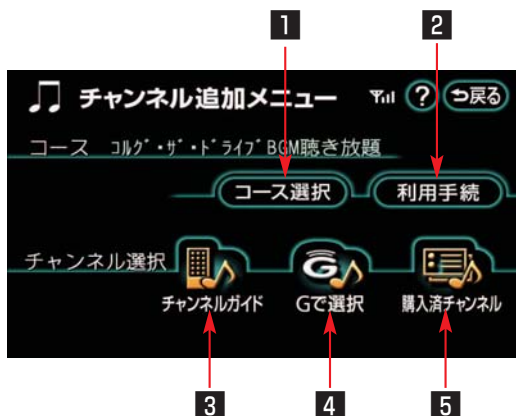 1 2
チャンネル追加メニュー ? 戻る
コース コルグ・ザ・ドライブBGM聴き放題
コース選択 利用手続
チャンネル選択
G
チャンネルガイド Gで選択 購入済チャンネル
3 4 5